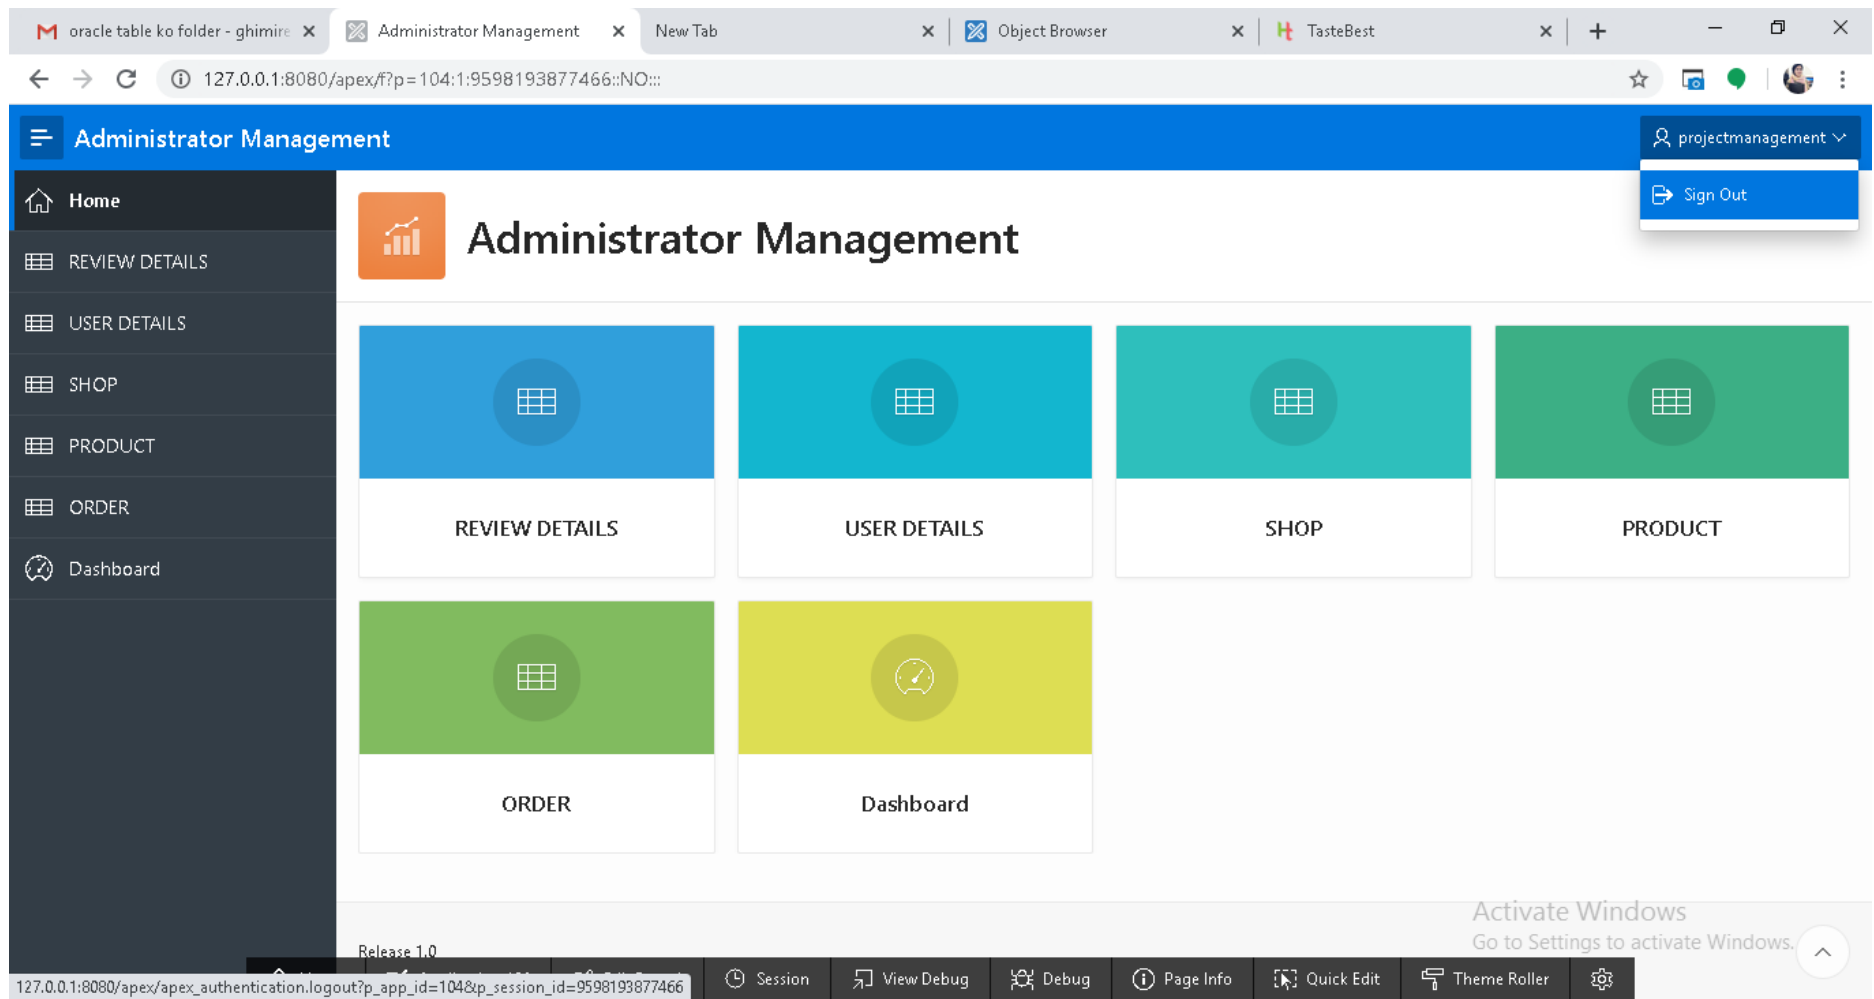 oracle table ko folder - ghimire
Administrator Management
New Tab
Object Browser
TasteBest
127.0.0.1:8080/apex/f?p=104:1:9598193877466::NO:::
Administrator Management
projectmanagement
Sign Out
Home
REVIEW DETAILS
USER DETAILS
SHOP
PRODUCT
ORDER
Dashboard
Administrator Management
REVIEW DETAILS
USER DETAILS
SHOP
PRODUCT
ORDER
Dashboard
Activate Windows
Go to Settings to activate Windows.
Release 1.0
Session
View Debug
Debug
Page Info
Quick Edit
Theme Roller
127.0.0.1:8080/apex/apex_authentication.logout?p_app_id=104&p_session_id=9598193877466